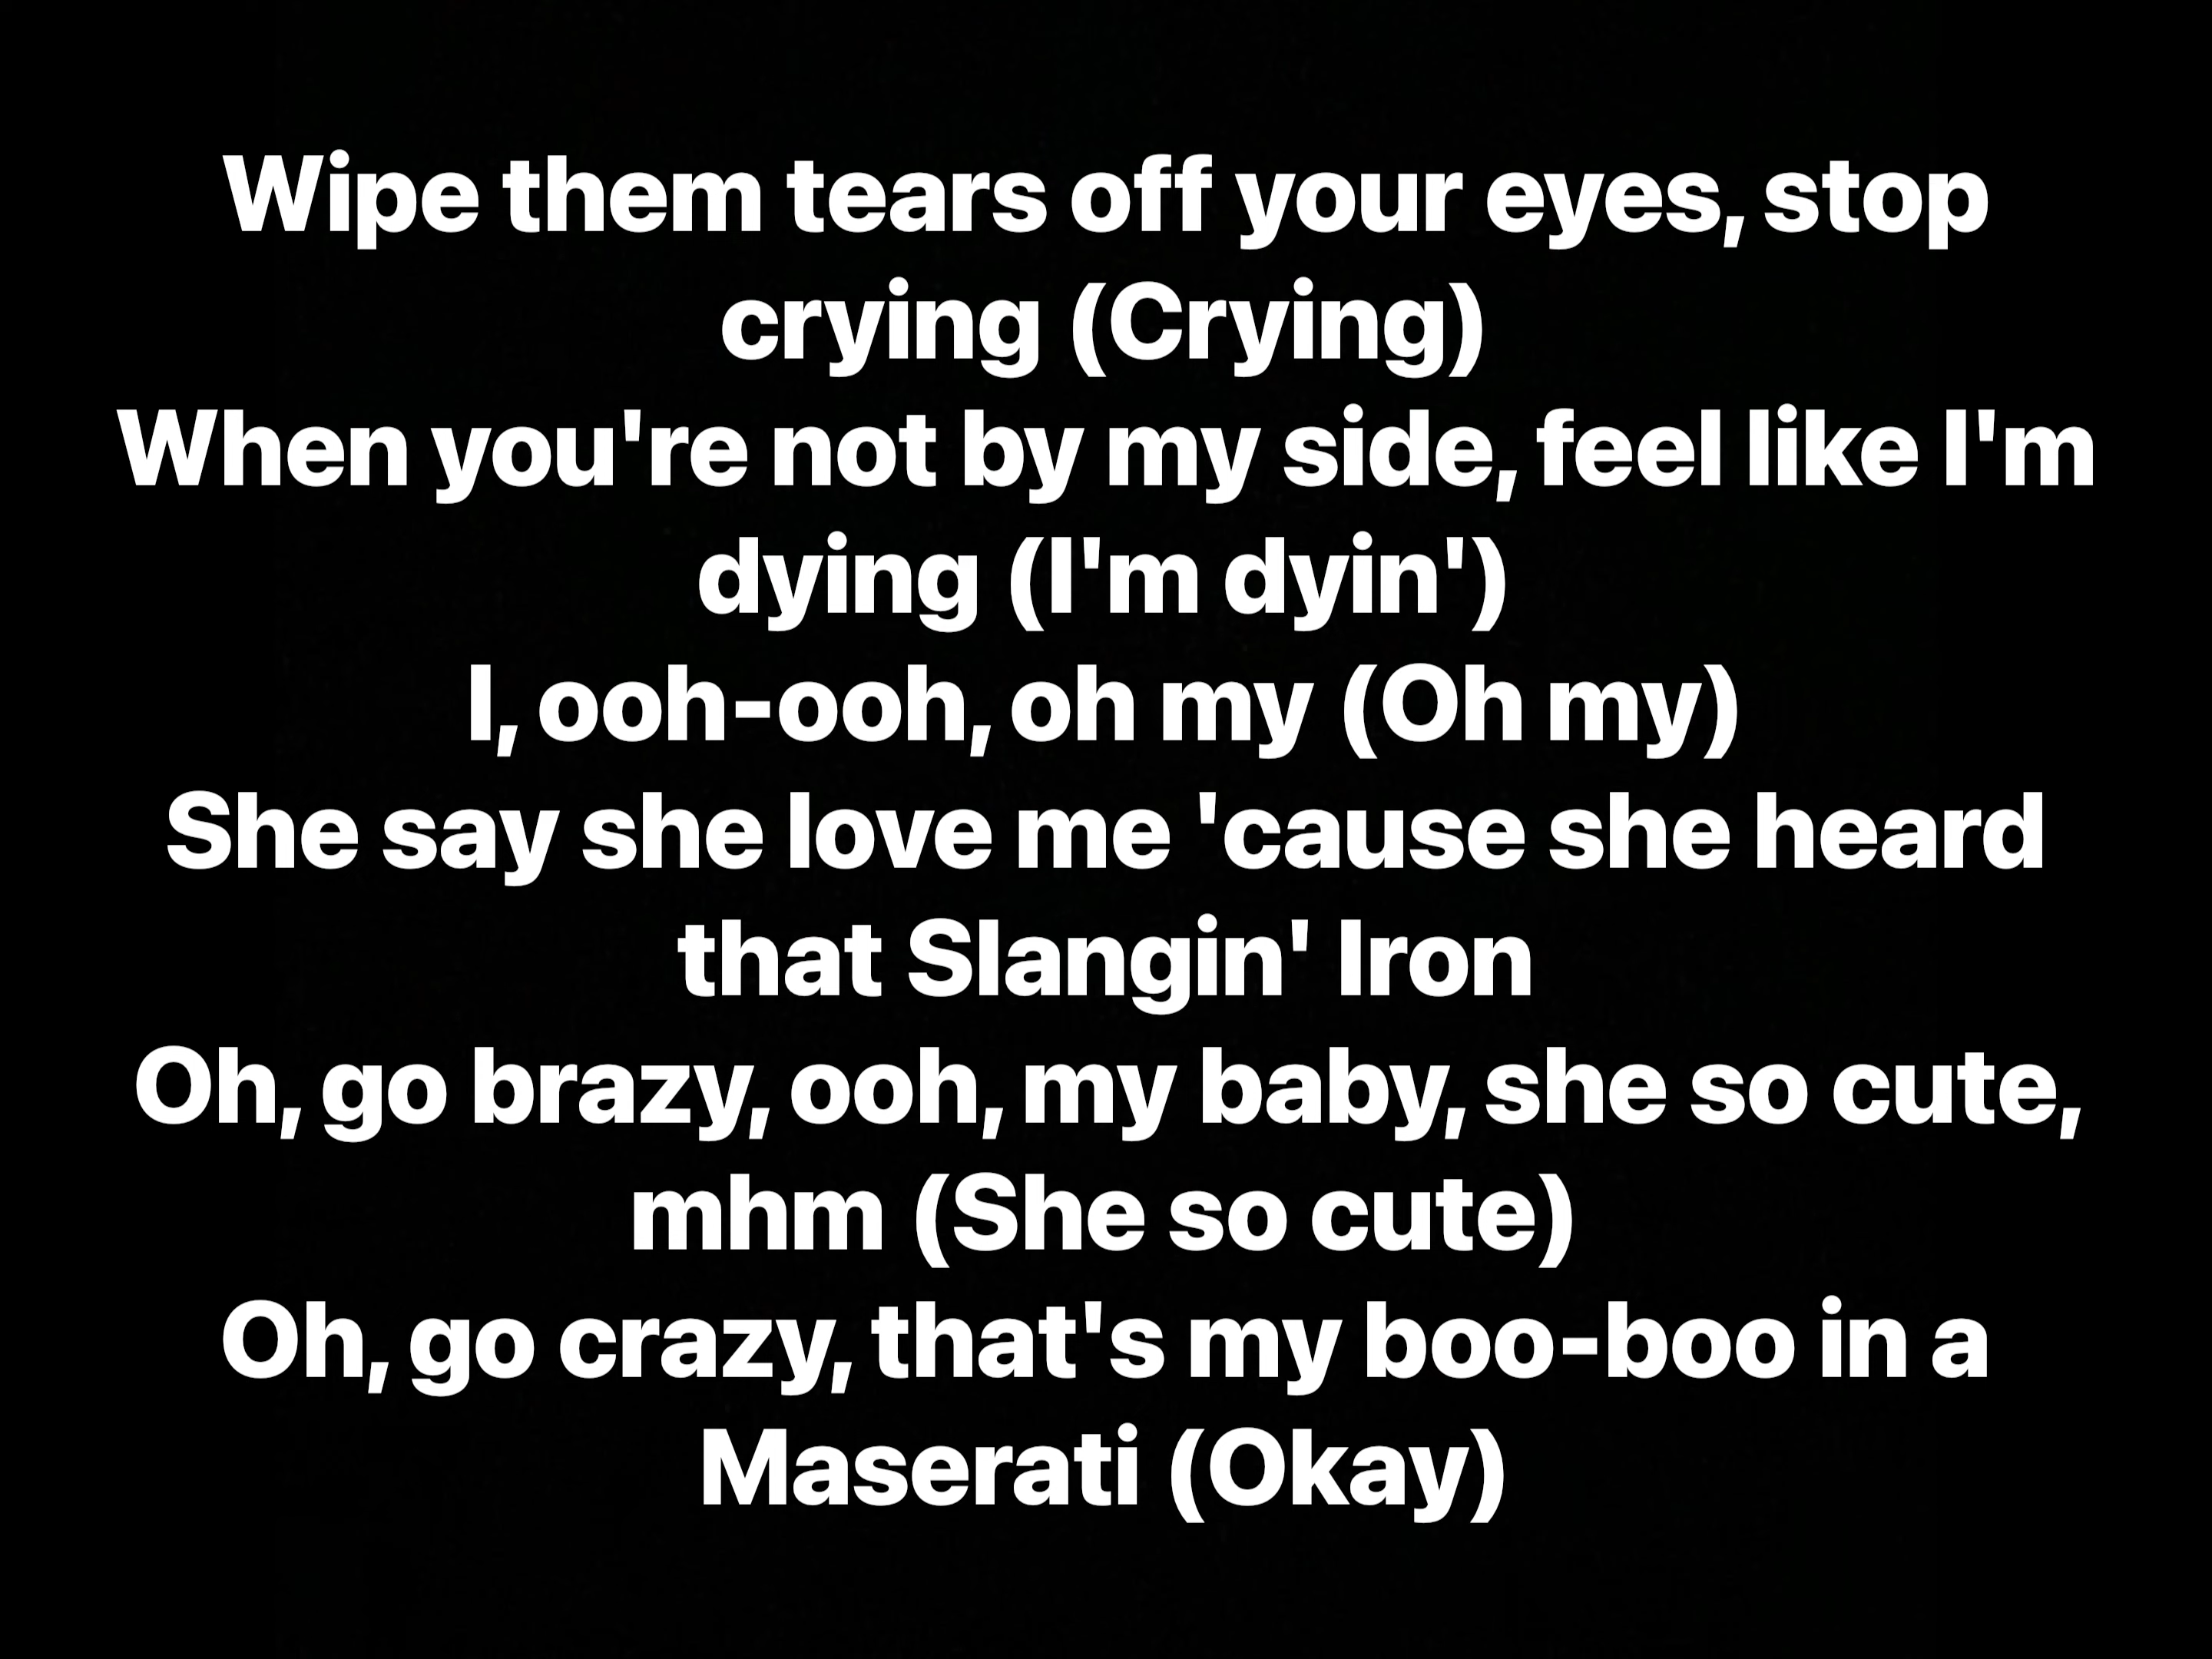 Wipe them tears off your eyes, stop
crying (Crying)
When you're not by my side, feel like I'm
dying (I'm dyin')
I, ooh-ooh, oh my (Oh my)
She say she love me 'cause she heard
that Slangin' Iron
Oh, go brazy, ooh, my baby, she so cute,
mhm (She so cute)
Oh, go crazy, that's my boo-boo in a
Maserati (Okay)